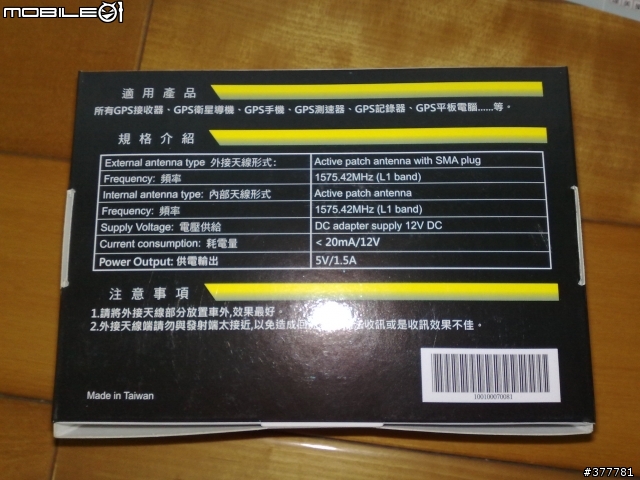 MOBILE01
適用產品
所有GPS接收器、GPS衛星導機、GPS手機、GPS測速器、GPS記錄器、GPS平板電腦......等。
規格介紹
External antenna type 外接天線形式: Active patch antenna with SMA plug
Frequency: 頻率 1575.42MHz (L1 band)
Internal antenna type: 內部天線形式 Active patch antenna
Frequency: 頻率 1575.42MHz (L1 band)
Supply Voltage: 電壓供給 DC adapter supply 12V DC
Current consumption: 耗電量 < 20mA/12V
Power Output: 供電輸出 5V/1.5A
注意事項
1.請將外接天線部分放置車外,效果最好。
2.外接天線端請勿與發射端太接近,以免造成 收訊或是收訊效果不佳。
100100070081
Made in Taiwan
#377781